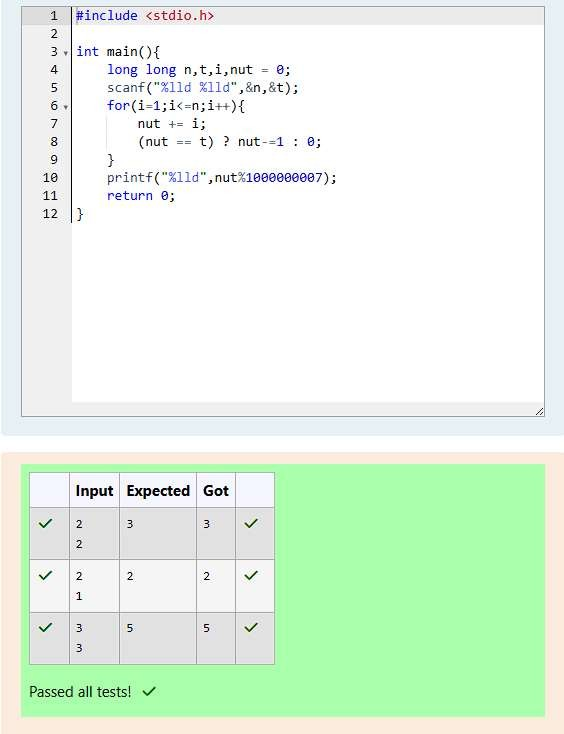 1 #include <stdio.h>
2
3 int main(){
4 long long n,t,i,nut = 0;
5 scanf("%lld %lld",&n,&t);
6 for(i=1;i<=n;i++){
7 nut += i;
8 (nut == t) ? nut-=1 : 0;
9 }
10 printf("%lld",nut%1000000007);
11 return 0;
12 }
Input Expected Got
2 3 3
2
2 2 2
1
3 5 5
3
Passed all tests!